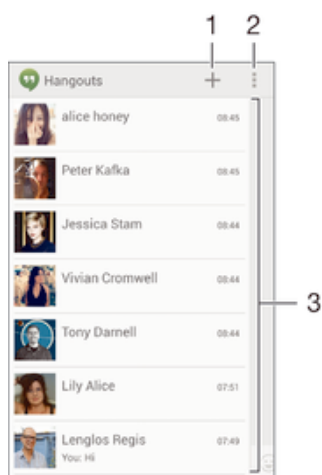 1 2
Hangouts
alice honey 08:45
Peter Kafka 08:45
Jessica Stam 08:44
Vivian Cromwell 08:44
3
Tony Darnell 08:44
Lily Alice 07:51
Lenglos Regis 07:49
You: Hi